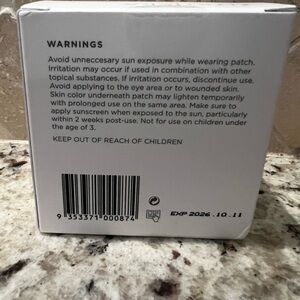 WARNINGS
Avoid unneccesary sun exposure while wearing patch.
Irritation may occur if used in combination with other
topical substances. If irritation occurs, discontinue use.
Avoid applying to the eye area or to wounded skin.
Skin color underneath patch may lighten temporarily
with prolonged use on the same area. Make sure to
apply sunscreen when exposed to the sun, particularly
within 2 weeks post-use. Not for use on children under
the age of 3.
KEEP OUT OF REACH OF CHILDREN
9 353371 000874
EXP 2026.10.11